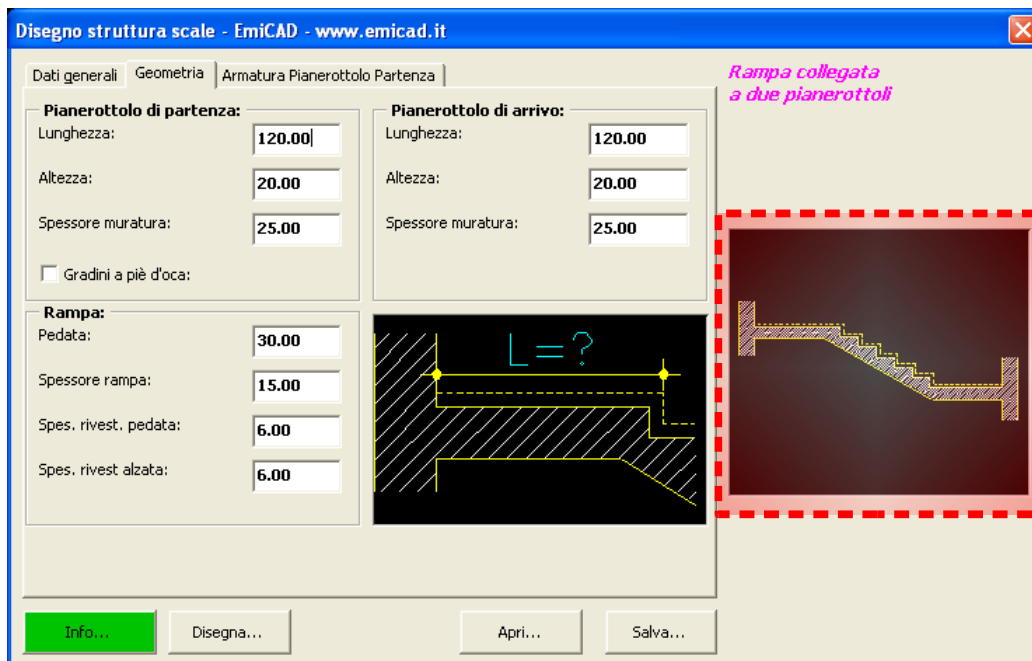 Disegno struttura scale - EmiCAD - www.emicad.it
Dati generali
Geometria
Armatura Pianerottolo Partenza
Rampa collegata
a due pianerottoli
Pianerottolo di partenza:
Lunghezza:
120.00
Altezza:
20.00
Spessore muratura:
25.00
Gradini a piè d'oca:
Pianerottolo di arrivo:
Lunghezza:
120.00
Altezza:
20.00
Spessore muratura:
25.00
Rampa:
Pedata:
30.00
Spessore rampa:
15.00
Spes. rivest. pedata:
6.00
Spes. rivest alzata:
6.00
L=?
Info...
Disegna...
Apri...
Salva...